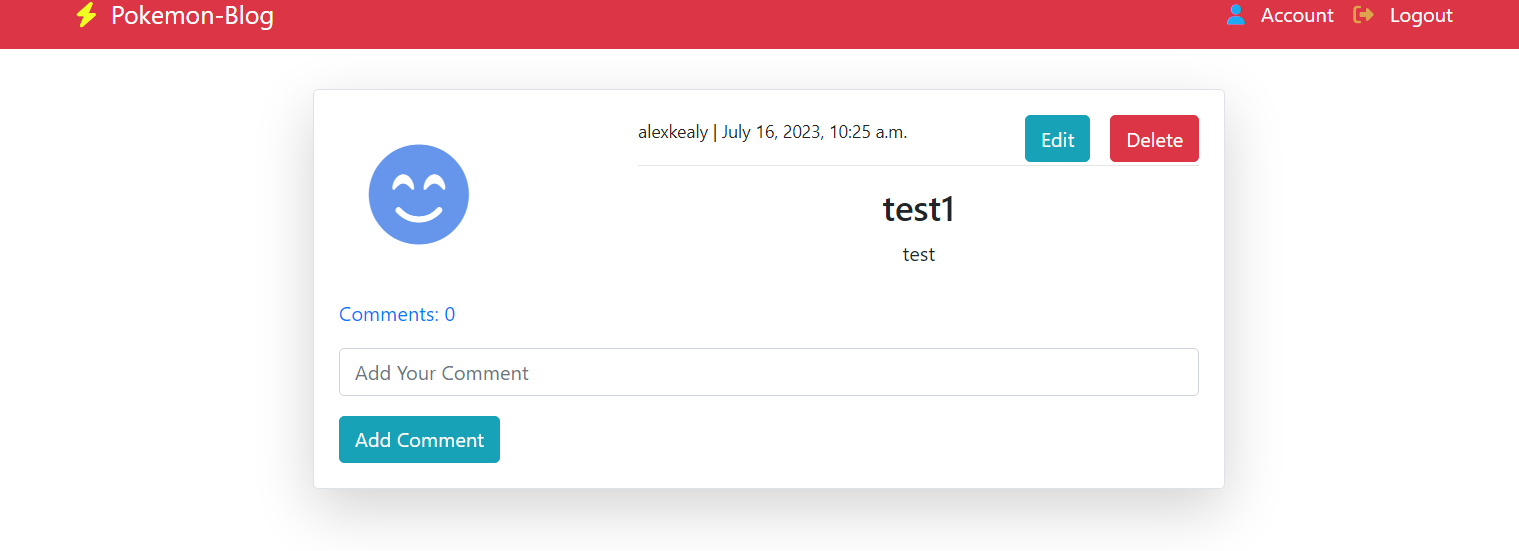 Pokemon-Blog
Account
Logout
alexkealy | July 16, 2023, 10:25 a.m.
Edit
Delete
test1
test
Comments: 0
Add Your Comment
Add Comment